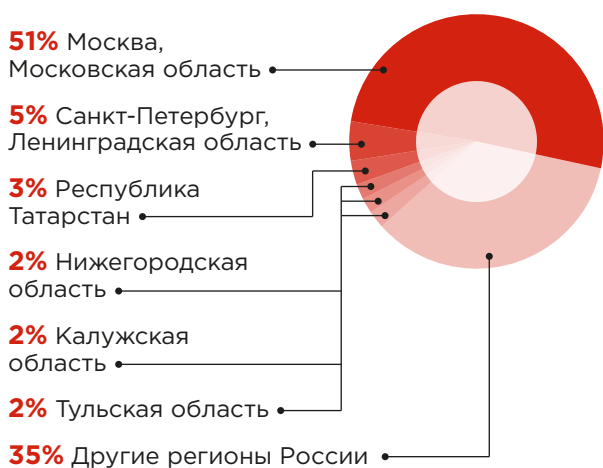 51% Москва,
Московская область
5% Санкт-Петербург,
Ленинградская область
3% Республика
Татарстан
2% Нижегородская
область
2% Калужская
область
2% Тульская область
35% Другие регионы России